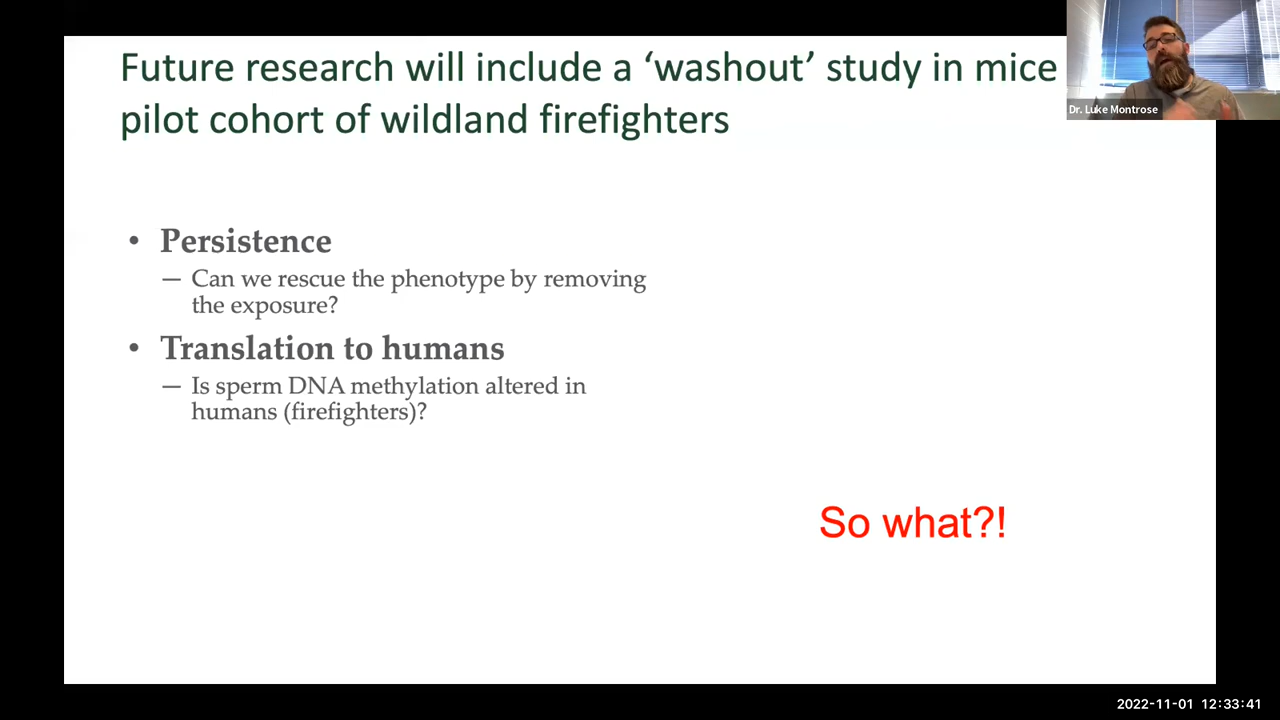 Future research will include a ‘washout’ study in mice
pilot cohort of wildland firefighters
Dr. Luke Montrose
• Persistence
— Can we rescue the phenotype by removing
the exposure?
• Translation to humans
— Is sperm DNA methylation altered in
humans (firefighters)?
So what?!
2022-11-01 12:33:41